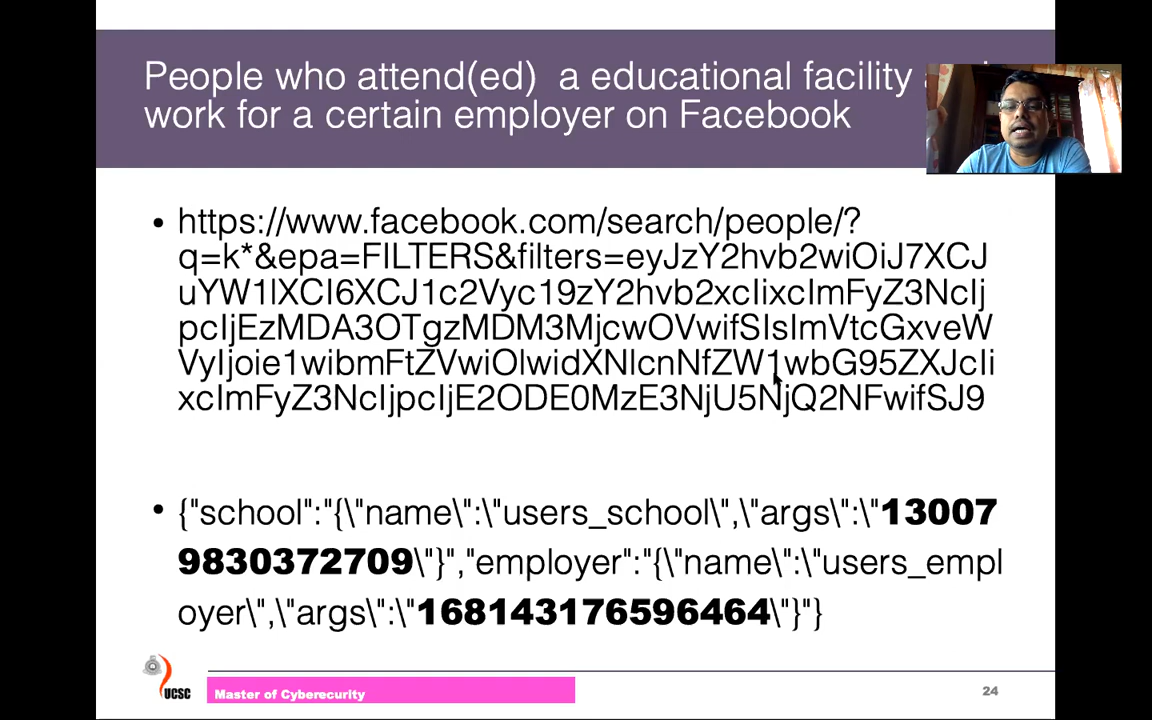 People who attend(ed) a educational facility
work for a certain employer on Facebook
• https://www.facebook.com/search/people/?
q=k*&epa=FILTERS&filters=eyJzY2hvb2wiOiJ7XCJ
uYW1lXCI6XCJ1c2Vyc19zY2hvb2xcIixcImFyZ3NcIj
pcIjEzMDA3OTgzMDM3MjcwOVwifSIsImVtcGxveW
VyIjoie1wibmFtZVwiOlwidXNlcnNfZW1wbG95ZXJcIi
xcImFyZ3NcIjpcIjE2ODE0MzE3NjU5NjQ2NFwifSJ9
• {"school":"{\"name\":\"users_school\",\"args\":\"13007
9830372709\"}","employer":"{\"name\":\"users_empl
oyer\",\"args\":\"168143176596464\"}"}
UCSC
Master of Cyberecurity
24